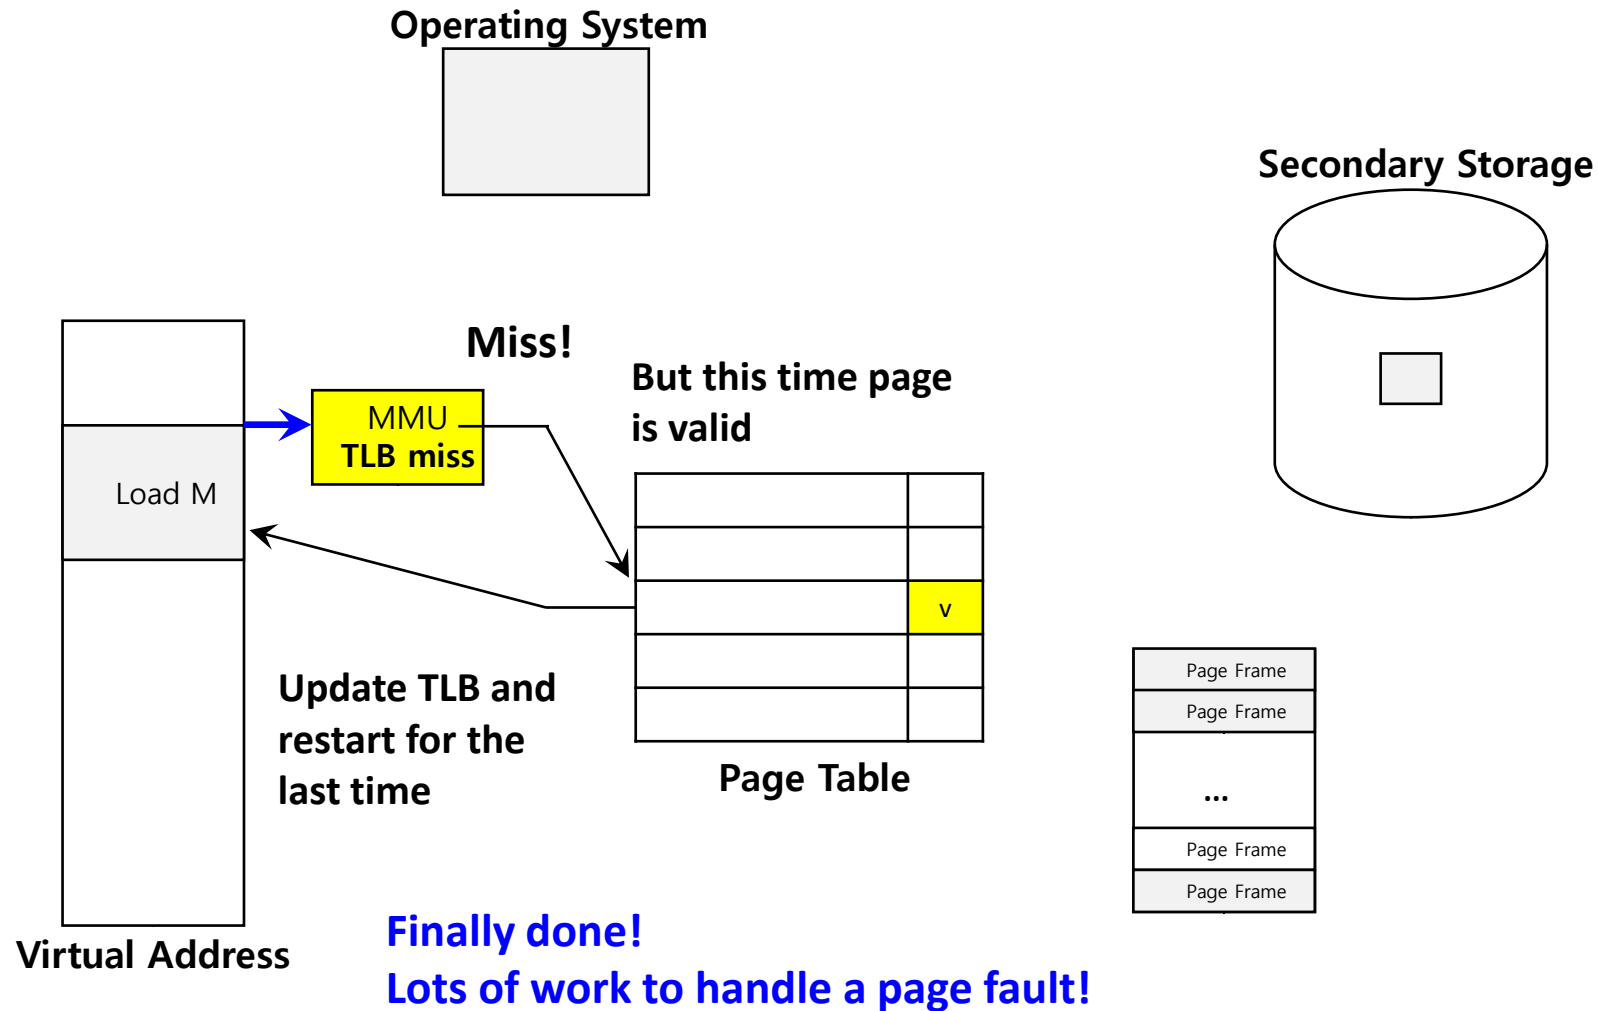 Operating System
Secondary Storage
Miss!
But this time page
is valid
MMU
TLB miss
Load M
v
Update TLB and
restart for the
last time
Page Table
Page Frame
Page Frame
...
Page Frame
Page Frame
Virtual Address
Finally done!
Lots of work to handle a page fault!